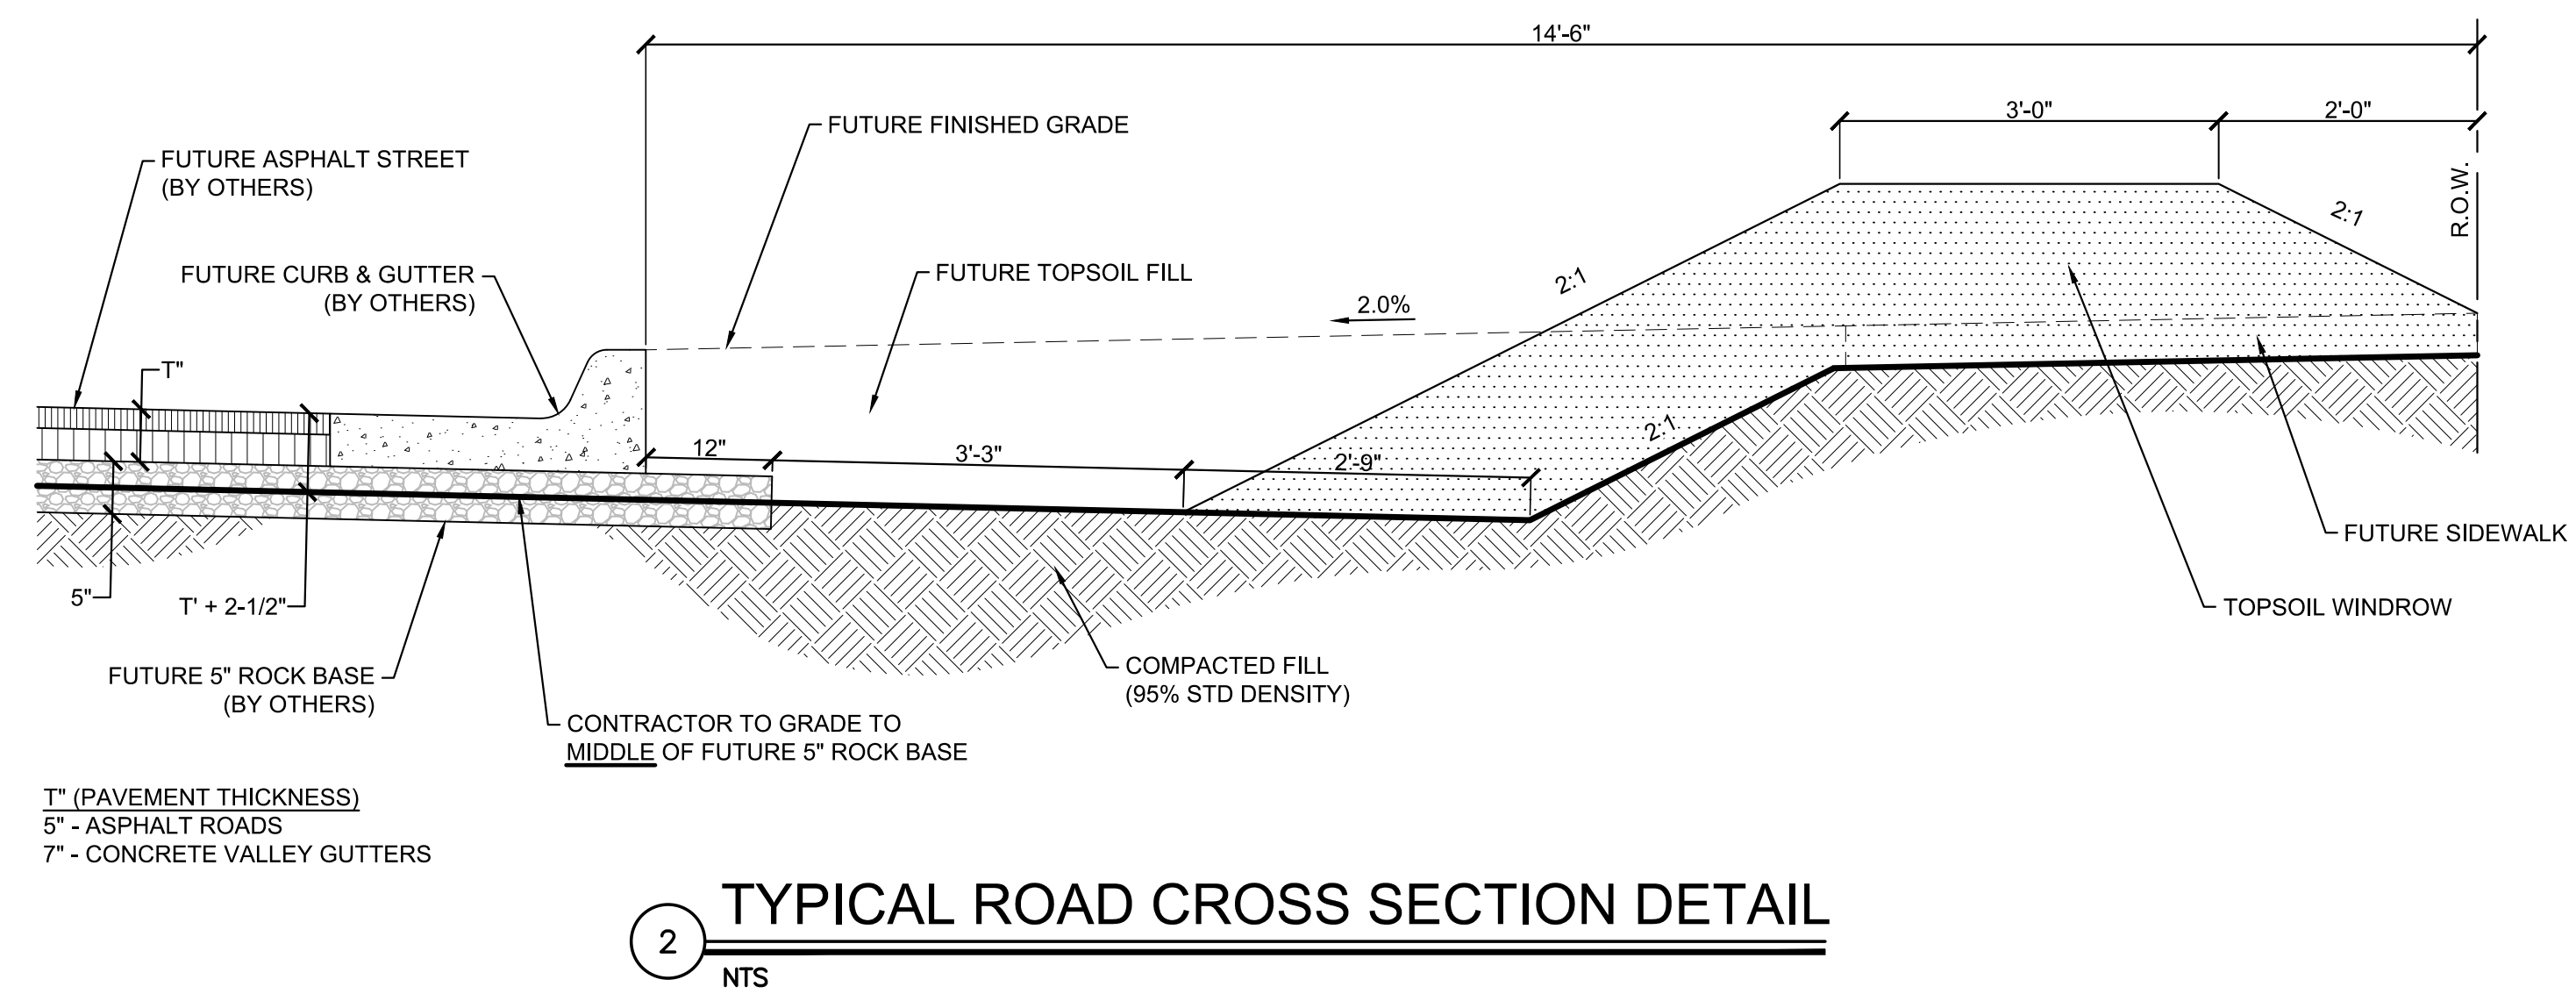 14'-6"
3'-0"
2'-0"
FUTURE FINISHED GRADE
FUTURE ASPHALT STREET
(BY OTHERS)
R.O.W.
2:1
FUTURE CURB & GUTTER
(BY OTHERS)
FUTURE TOPSOIL FILL
2:1
2.0%
T"
12"
3'-3"
2'-9"
2:1
FUTURE SIDEWALK
5"
T' + 2-1/2"
TOPSOIL WINDROW
FUTURE 5" ROCK BASE
(BY OTHERS)
COMPACTED FILL
(95% STD DENSITY)
CONTRACTOR TO GRADE TO
MIDDLE OF FUTURE 5" ROCK BASE
T" (PAVEMENT THICKNESS)
5" - ASPHALT ROADS
7" - CONCRETE VALLEY GUTTERS
2
TYPICAL ROAD CROSS SECTION DETAIL
NTS